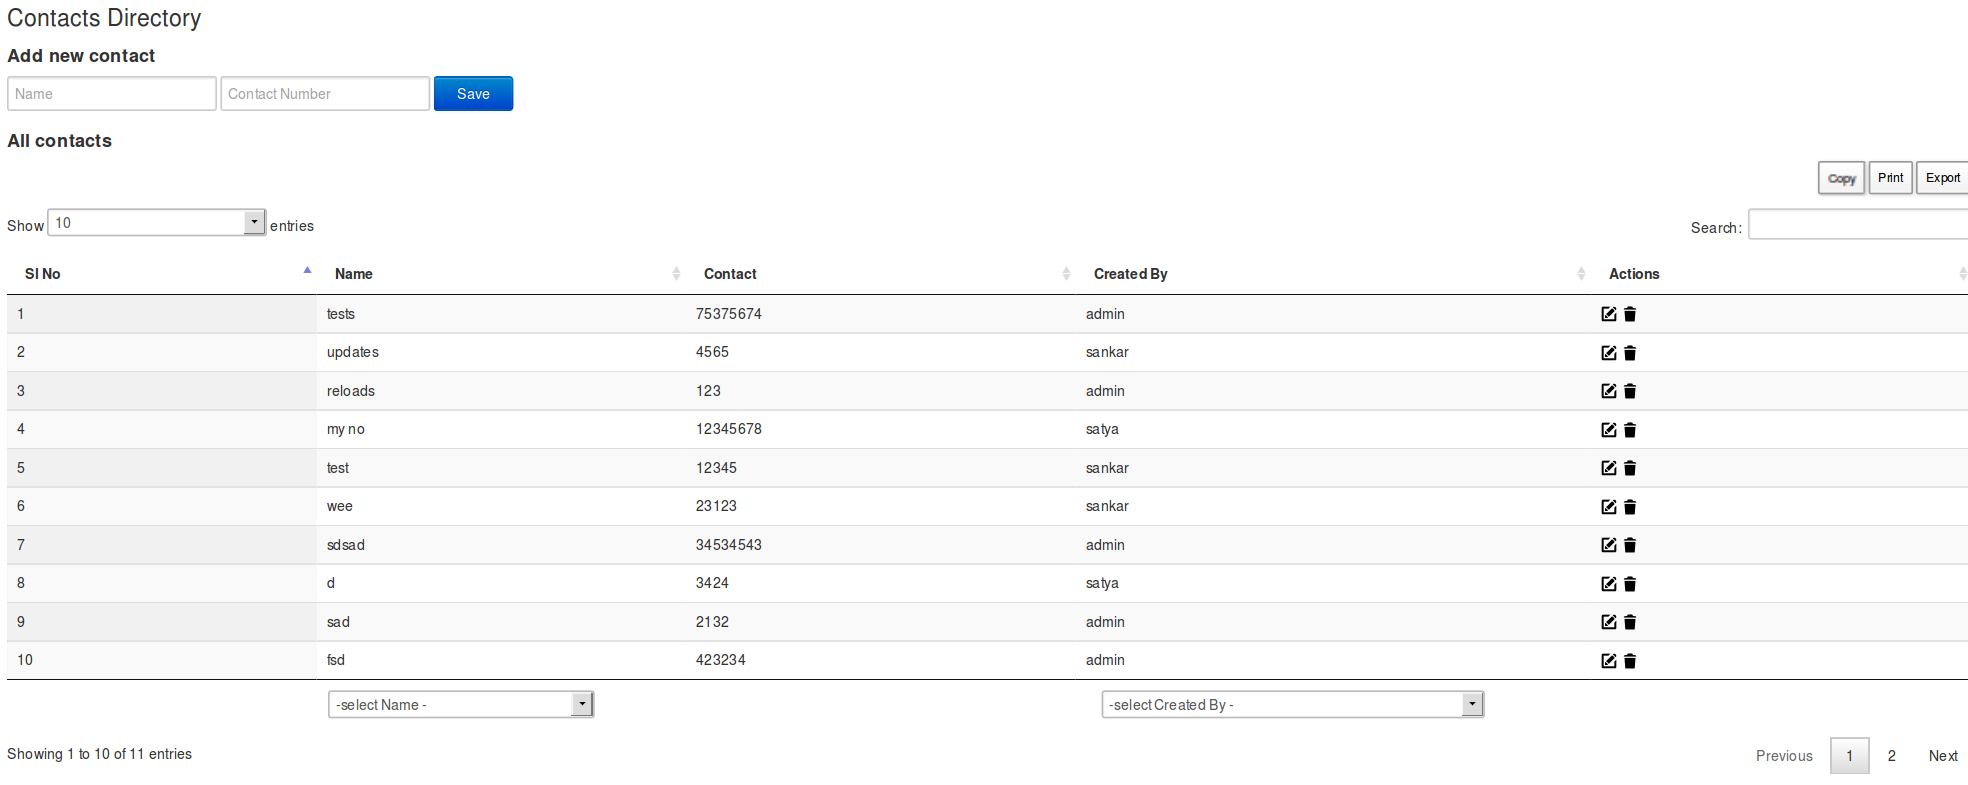 Contacts Directory
Add new contact
Name Contact Number Save
All contacts
Copy Print Export
Show 10 entries Search:
Sl No Name Contact Created By Actions
1 tests 75375674 admin
2 updates 4565 sankar
3 reloads 123 admin
4 my no 12345678 satya
5 test 12345 sankar
6 wee 23123 sankar
7 sdsad 34534543 admin
8 d 3424 satya
9 sad 2132 admin
10 fsd 423234 admin
-select Name - -select Created By -
Showing 1 to 10 of 11 entries Previous 1 2 Next